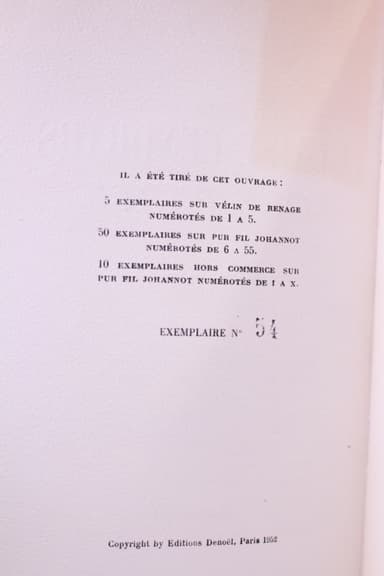 IL A ÉTÉ TIRÉ DE CET OUVRAGE :
5 EXEMPLAIRES SUR VÉLIN DE RENAGE
NUMÉROTÉS DE 1 A 5.
50 EXEMPLAIRES SUR PUR FIL JOHANNOT
NUMÉROTÉS DE 6 A 55.
10 EXEMPLAIRES HORS COMMERCE SUR
PUR FIL JOHANNOT NUMÉROTÉS DE I A X.
EXEMPLAIRE N° 54
Copyright by Editions Denoël, Paris 1952